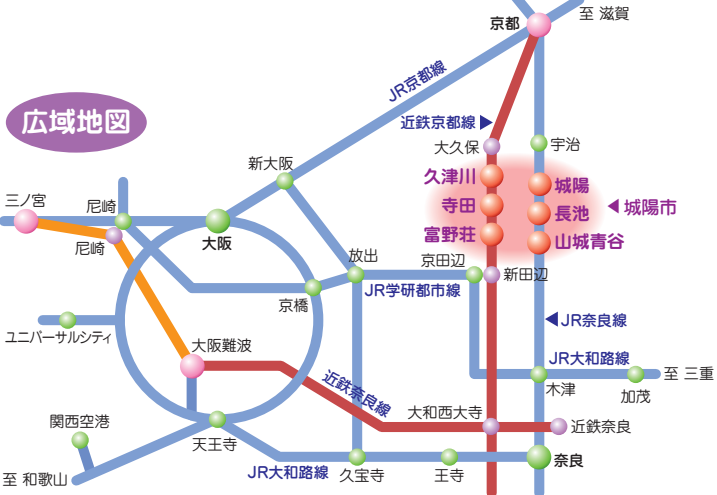 京都
至 滋賀
JR京都線
広域地図
近鉄京都線
大久保
宇治
新大阪
久津川
城陽
三ノ宮
尼崎
寺田
長池
城陽市
尼崎
大阪
富野荘
山城青谷
放出
京田辺
新田辺
JR学研都市線
京橋
JR奈良線
ユニバーサルシティ
大阪難波
JR大和路線
至 三重
近鉄奈良線
木津
加茂
関西空港
大和西大寺
近鉄奈良
天王寺
奈良
至 和歌山
JR大和路線
久宝寺
王寺